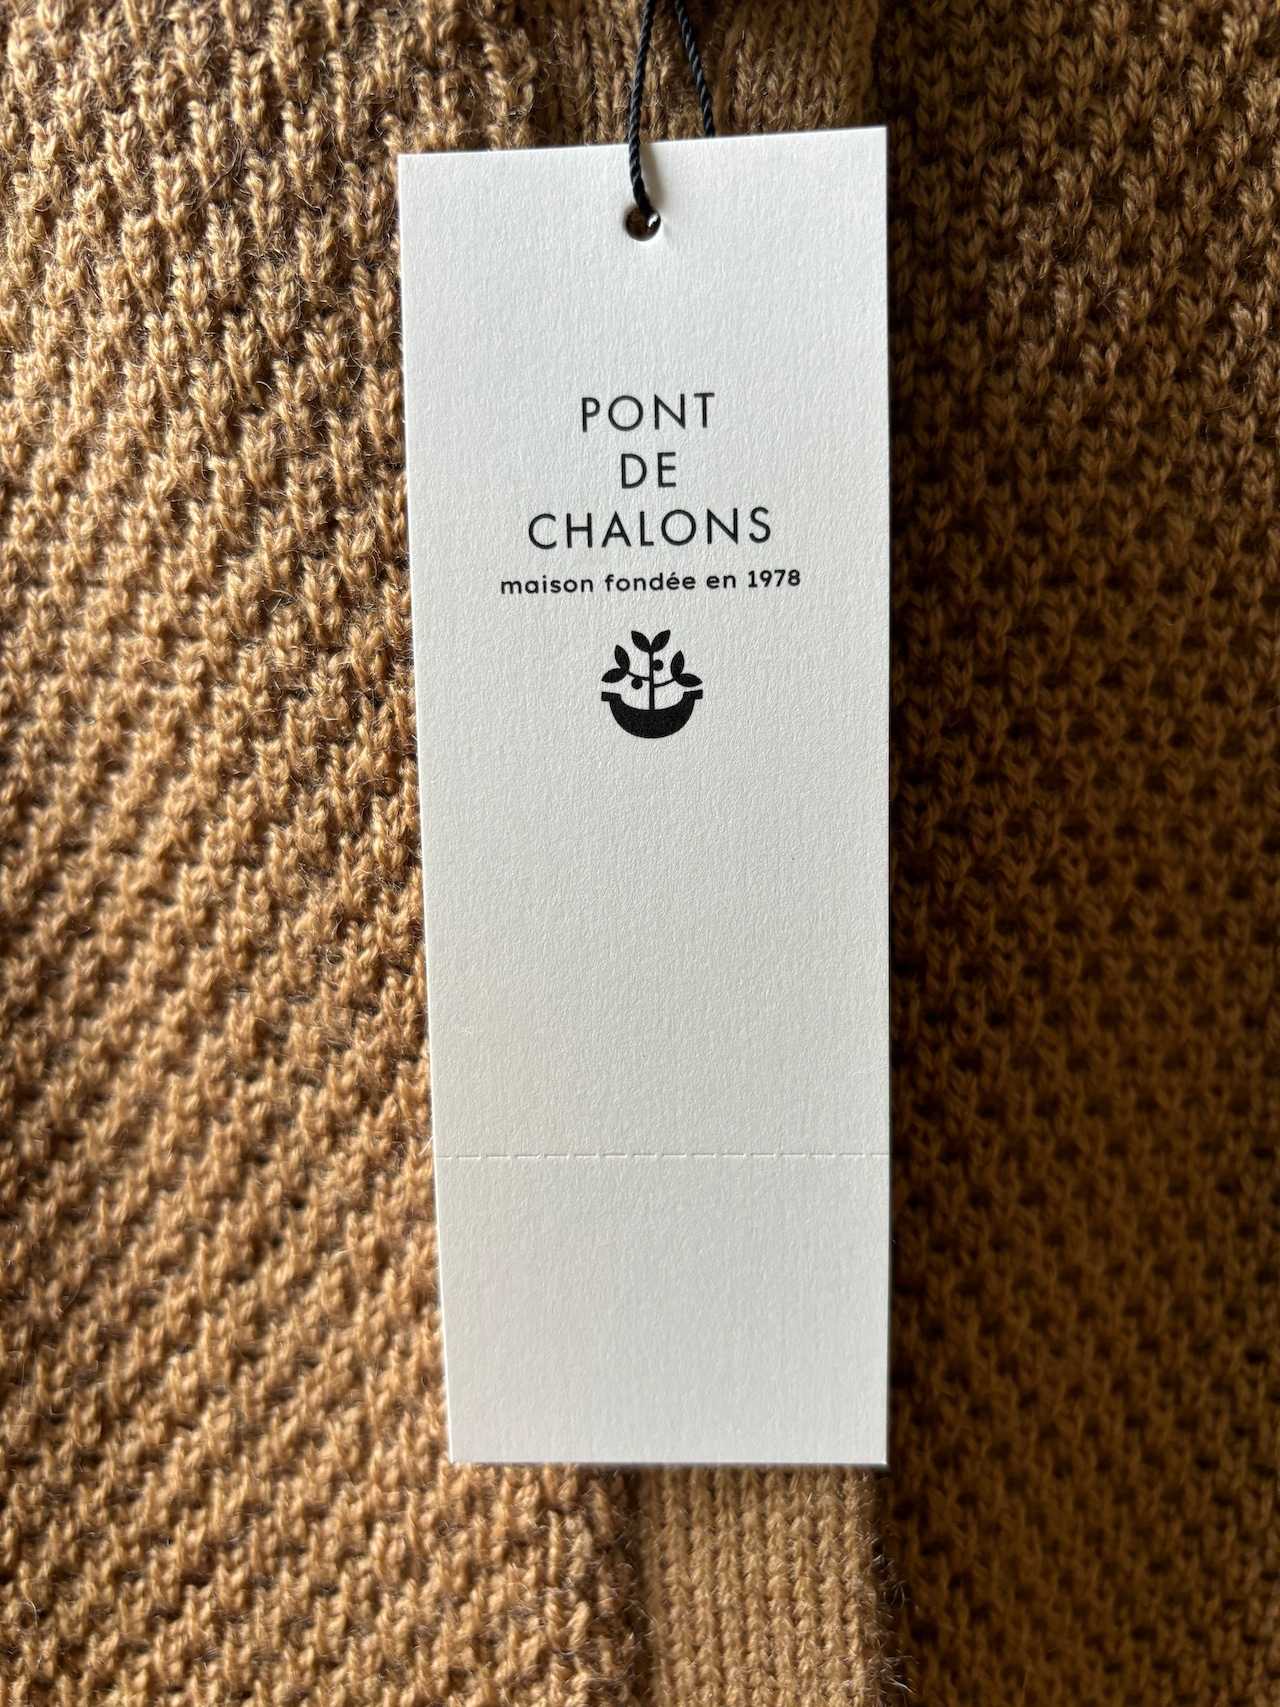 PONT
DE
CHALONS
maison fondée en 1978